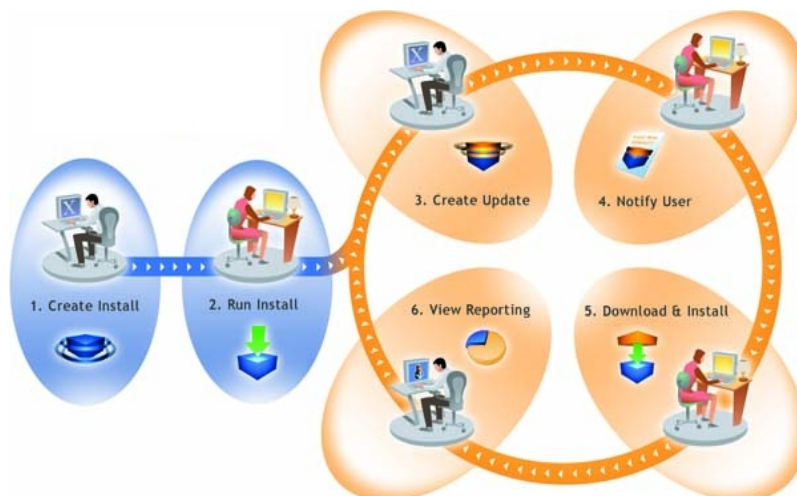 1. Create Install
2. Run Install
3. Create Update
4. Notify User
5. Download & Install
6. View Reporting